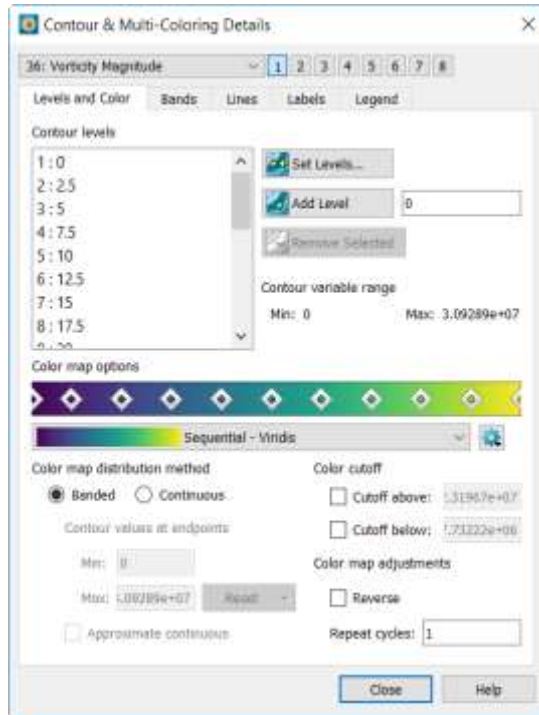 Contour & Multi-Coloring Details
36: Vorticity Magnitude 1 2 3 4 5 6 7 8
Levels and Color Bands Lines Labels Legend
Contour levels
1 : 0
2 : 2.5
3 : 5
4 : 7.5
5 : 10
6 : 12.5
7 : 15
8 : 17.5
Set Levels...
Add Level 0
Remove Selected
Contour variable range
Min: 0 Max: 3.09289e+07
Color map options
Sequential - Viridis
Color map distribution method
Banded Continuous
Contour values at endpoints
Min: 0
Max: Reset
Approximate continuous
Color cutoff
Cutoff above:
Cutoff below:
Color map adjustments
Reverse
Repeat cycles: 1
Close Help